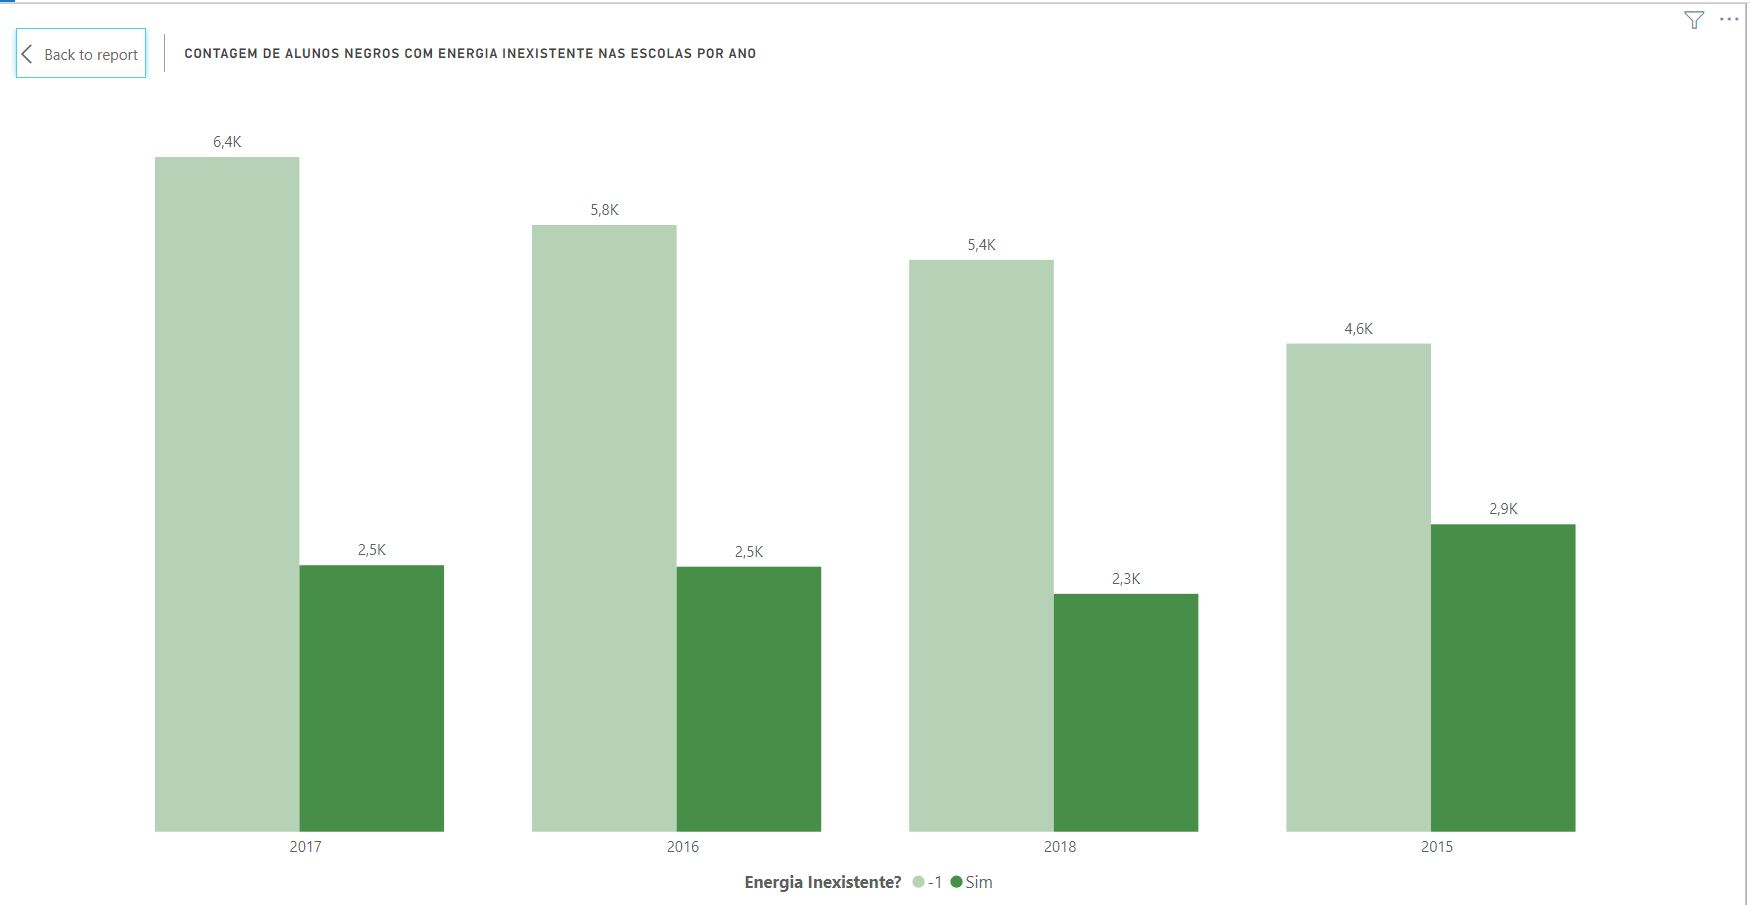 Back to report
CONTAGEM DE ALUNOS NEGROS COM ENERGIA INEXISTENTE NAS ESCOLAS POR ANO
6,4K
5,8K
5,4K
4,6K
2,9K
2,5K
2,5K
2,3K
2017 2016 2018 2015
Energia Inexistente? -1 Sim